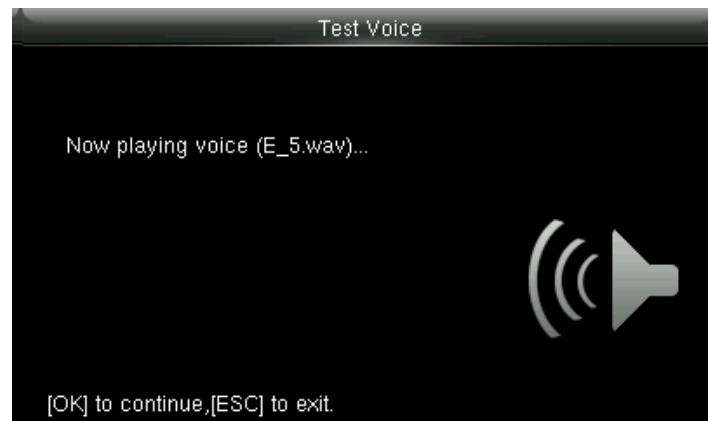 Test Voice
Now playing voice (E_5.wav)...
[OK] to continue,[ESC] to exit.